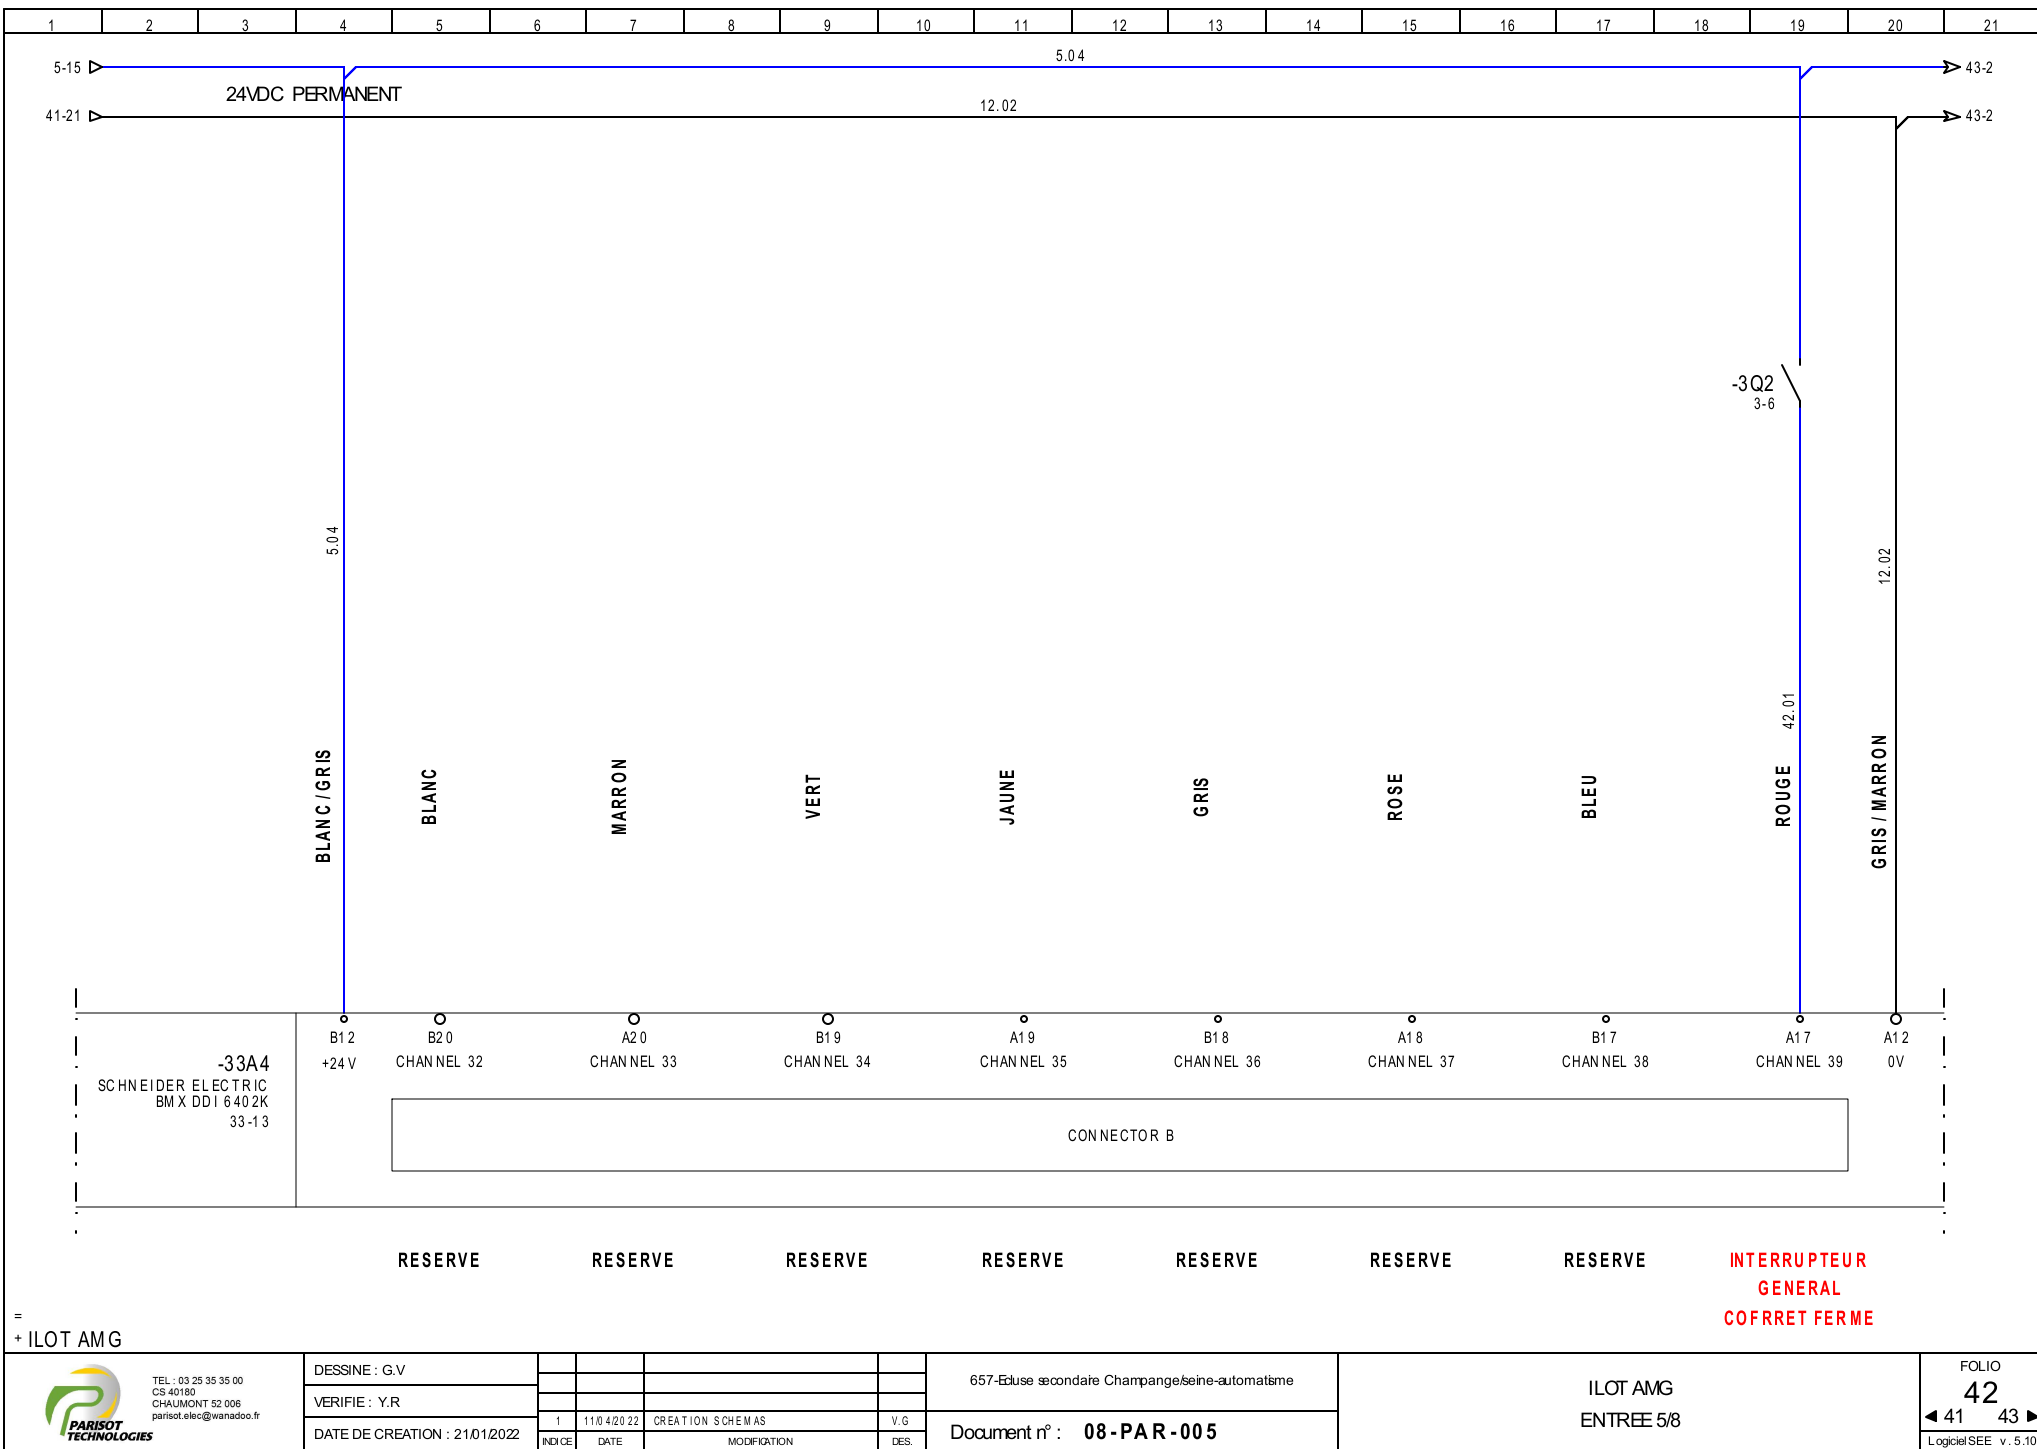 1 2 3 4 5 6 7 8 9 10 11 12 13 14 15 16 17 18 19 20 21
5-15 5.04 43-2
24VDC PERMANENT
41-21 12.02 43-2
-3Q2
3-6
5.04
12.02
42.01
BLANC / GRIS
BLANC
MARRON
VERT
JAUNE
GRIS
ROSE
BLEU
ROUGE
GRIS / MARRON
B12 B20 A20 B19 A19 B18 A18 B17 A17 A12
+24V CHANNEL 32 CHANNEL 33 CHANNEL 34 CHANNEL 35 CHANNEL 36 CHANNEL 37 CHANNEL 38 CHANNEL 39 0V
-33A4
SCHNEIDER ELECTRIC
BMX DDI 6402K
33-13
CONNECTOR B
RESERVE RESERVE RESERVE RESERVE RESERVE RESERVE RESERVE INTERRUPTEUR
GENERAL
COFRRET FERME
=
+ ILOT AMG
PARISOT
TECHNOLOGIES
TEL : 03 25 35 35 00
CS 40180
CHAUMONT 52 006
parisot.elec@wanadoo.fr
DESSINE : G.V
VERIFIE : Y.R
DATE DE CREATION : 21/01/2022
1 11/04/2022 CREATION SCHEMAS V.G
INDICE DATE MODIFICATION DES.
657-Ecluse secondaire Champange/seine-automatisme
Document n° : 08-PAR-005
ILOT AMG
ENTREE 5/8
FOLIO
42
41 43
Logiciel SEE v.5.10